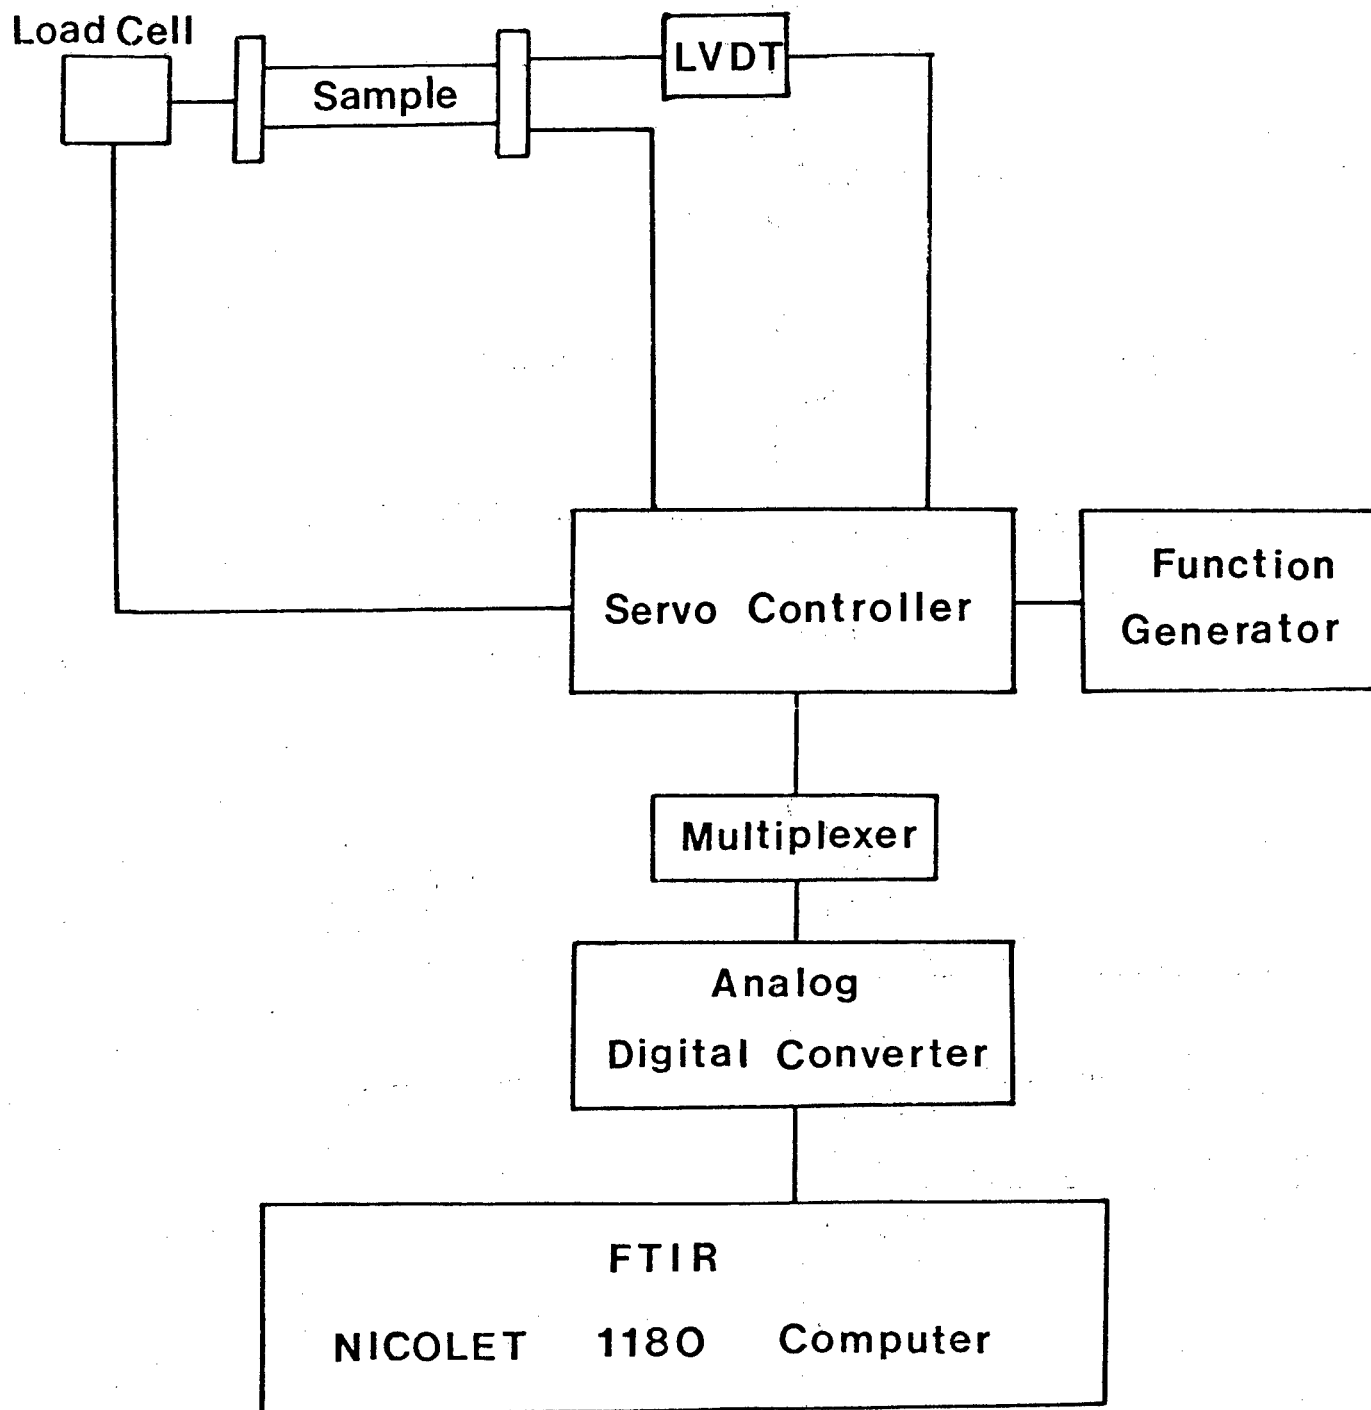 Load Cell
Sample
LVDT
Servo Controller
Function
Generator
Multiplexer
Analog
Digital Converter
FTIR
NICOLET 1180 Computer